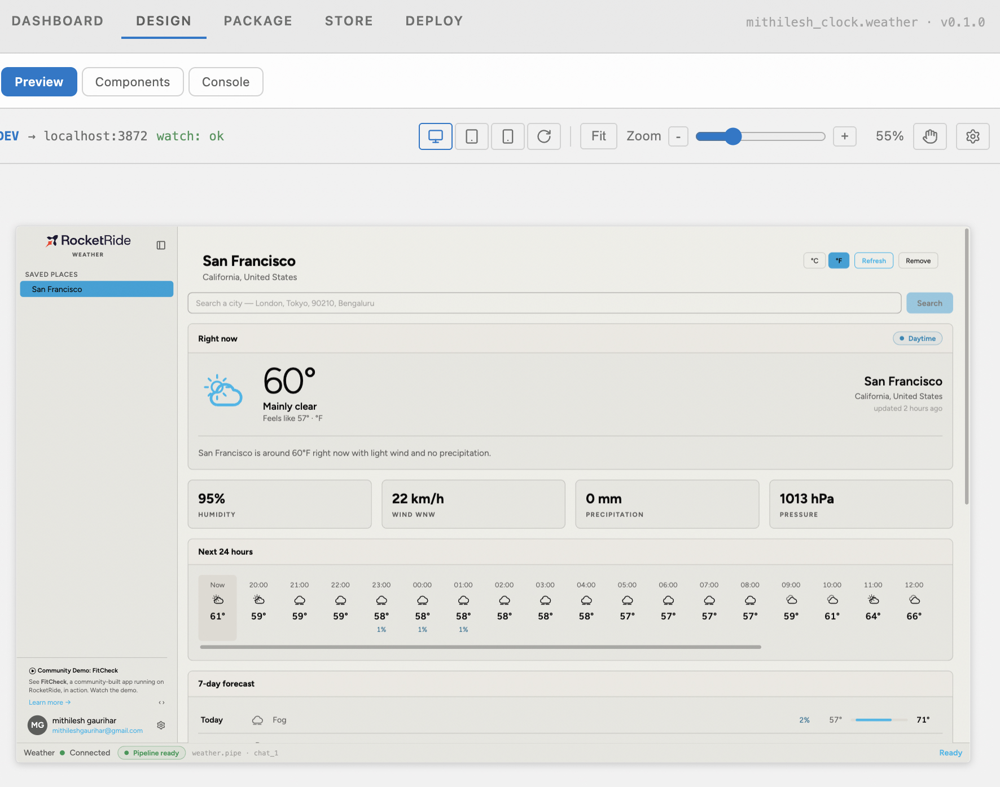 DASHBOARD DESIGN PACKAGE STORE DEPLOY mithilesh_clock.weather · v0.1.0
Preview Components Console
DEV → localhost:3872 watch: ok Fit Zoom - + 55%
RocketRide
WEATHER
SAVED PLACES
San Francisco
San Francisco
California, United States
°C °F Refresh Remove
Search a city — London, Tokyo, 90210, Bengaluru Search
Right now Daytime
60°
Mainly clear
Feels like 57° · °F
San Francisco
California, United States
updated 2 hours ago
San Francisco is around 60°F right now with light wind and no precipitation.
95% 22 km/h 0 mm 1013 hPa
HUMIDITY WIND WNW PRECIPITATION PRESSURE
Next 24 hours
Now 20:00 21:00 22:00 23:00 00:00 01:00 02:00 03:00 04:00 05:00 06:00 07:00 08:00 09:00 10:00 11:00 12:00
61° 59° 59° 59° 58° 58° 58° 58° 58° 58° 57° 57° 57° 57° 59° 61° 64° 66°
1% 1% 1%
7-day forecast
Today Fog 2% 57° 71°
Community Demo: FitCheck
See FitCheck, a community-built app running on
RocketRide, in action. Watch the demo.
Learn more → ‹ ›
MG mithilesh gaurihar
mithileshgaurihar@gmail.com
Weather Connected Pipeline ready weather.pipe · chat_1 Ready